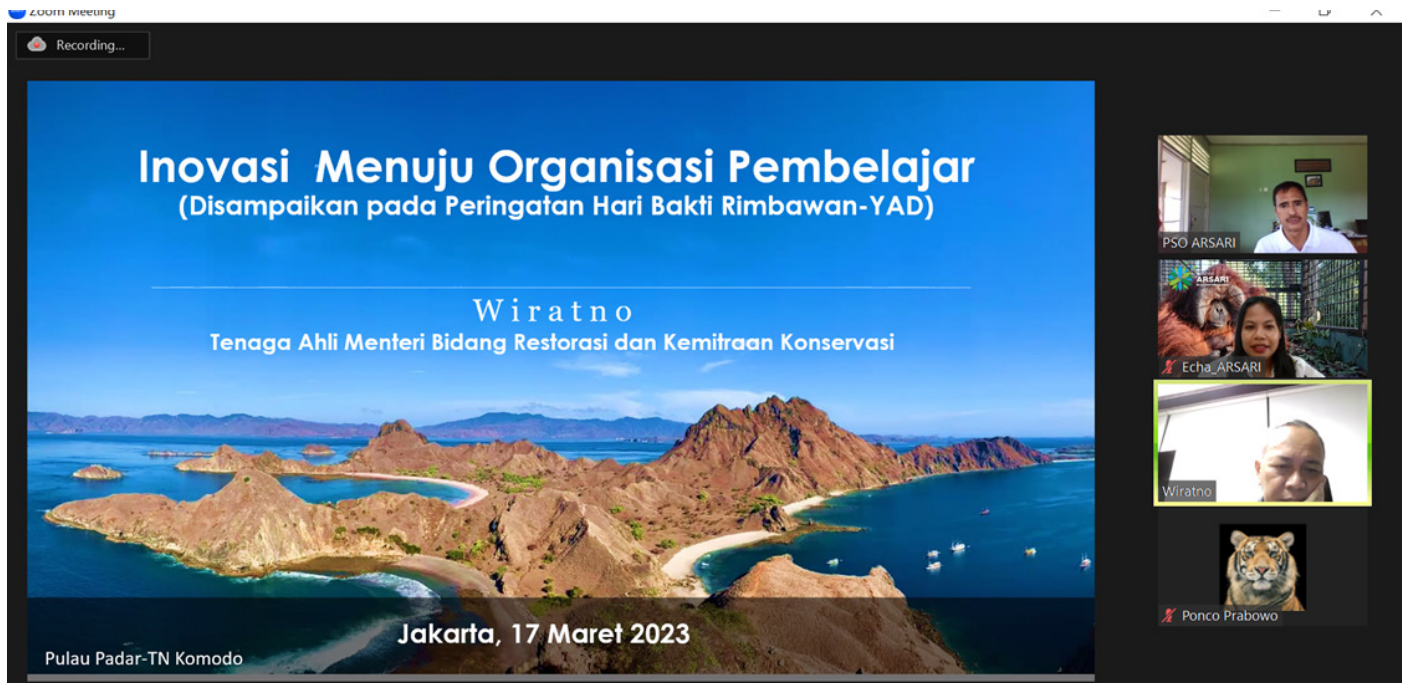 Zoom Meeting
Recording...
Inovasi Menuju Organisasi Pembelajar
(Disampaikan pada Peringatan Hari Bakti Rimbawan-YAD)
Wiratno
Tenaga Ahli Menteri Bidang Restorasi dan Kemitraan Konservasi
Jakarta, 17 Maret 2023
Pulau Padar-TN Komodo
PSO ARSARI
ARSARI
Echa_ARSARI
Wiratno
Ponco Prabowo